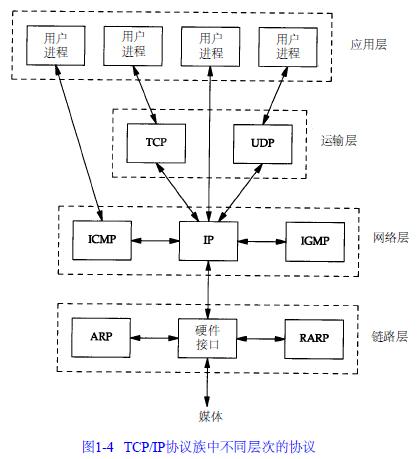 用户
进程
用户
进程
用户
进程
用户
进程
应用层
TCP
UDP
运输层
ICMP
IP
IGMP
网络层
ARP
硬件
接口
RARP
链路层
媒体
图1-4 TCP/IP协议族中不同层次的协议